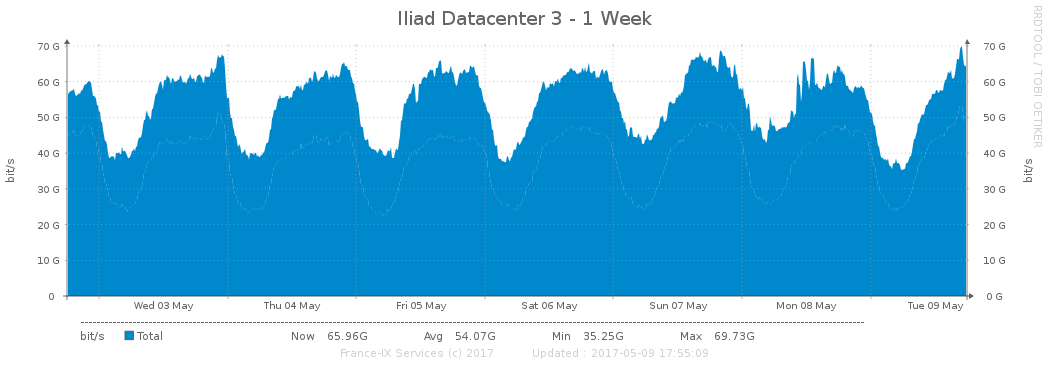 Iliad Datacenter 3 - 1 Week
RRDTOOL / TOBI OETIKER
70 G 70 G
60 G 60 G
50 G 50 G
40 G 40 G
30 G 30 G
20 G 20 G
10 G 10 G
0 0 G
bit/s bit/s
Wed 03 May Thu 04 May Fri 05 May Sat 06 May Sun 07 May Mon 08 May Tue 09 May
bit/s Total Now 65.96G Avg 54.07G Min 35.25G Max 69.73G
France-IX Services (c) 2017 Updated : 2017-05-09 17:55:09